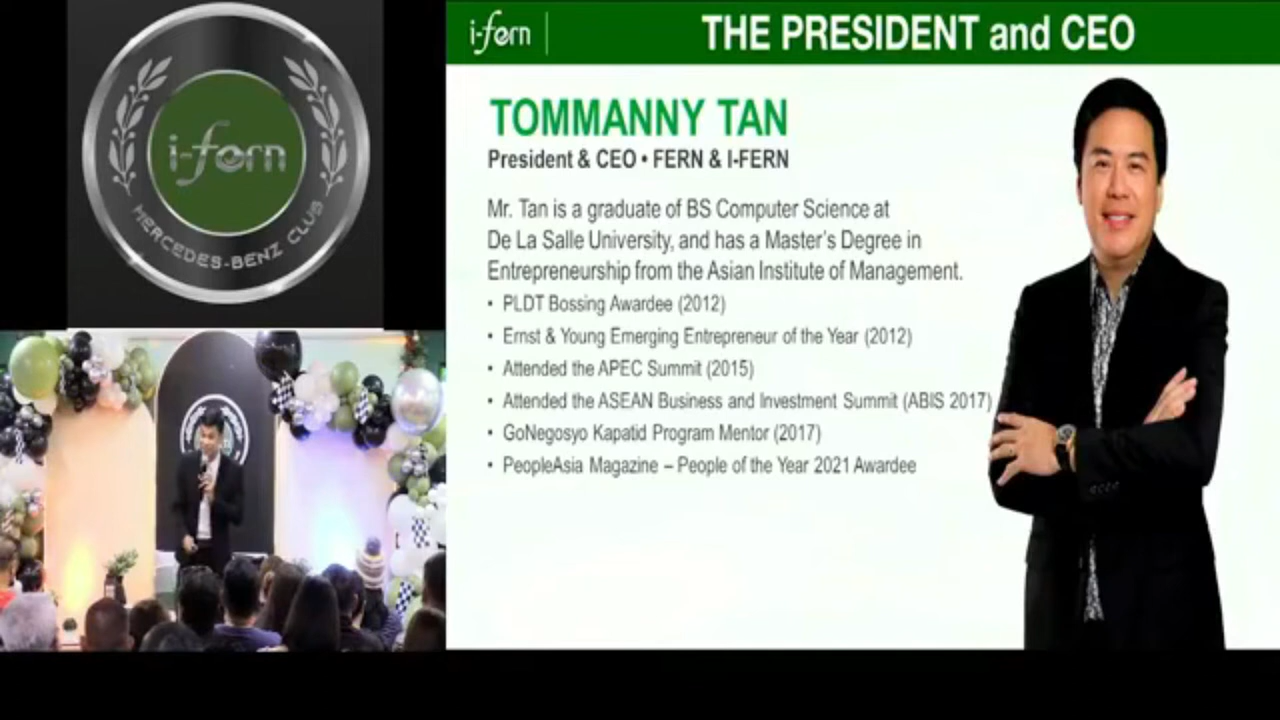 i-fern
MERCEDES-BENZ CLUB
i-fern
THE PRESIDENT and CEO
TOMMANNY TAN
President & CEO • FERN & I-FERN
Mr. Tan is a graduate of BS Computer Science at
De La Salle University, and has a Master's Degree in
Entrepreneurship from the Asian Institute of Management.
• PLDT Bossing Awardee (2012)
• Ernst & Young Emerging Entrepreneur of the Year (2012)
• Attended the APEC Summit (2015)
• Attended the ASEAN Business and Investment Summit (ABIS 2017)
• GoNegosyo Kapatid Program Mentor (2017)
• PeopleAsia Magazine – People of the Year 2021 Awardee